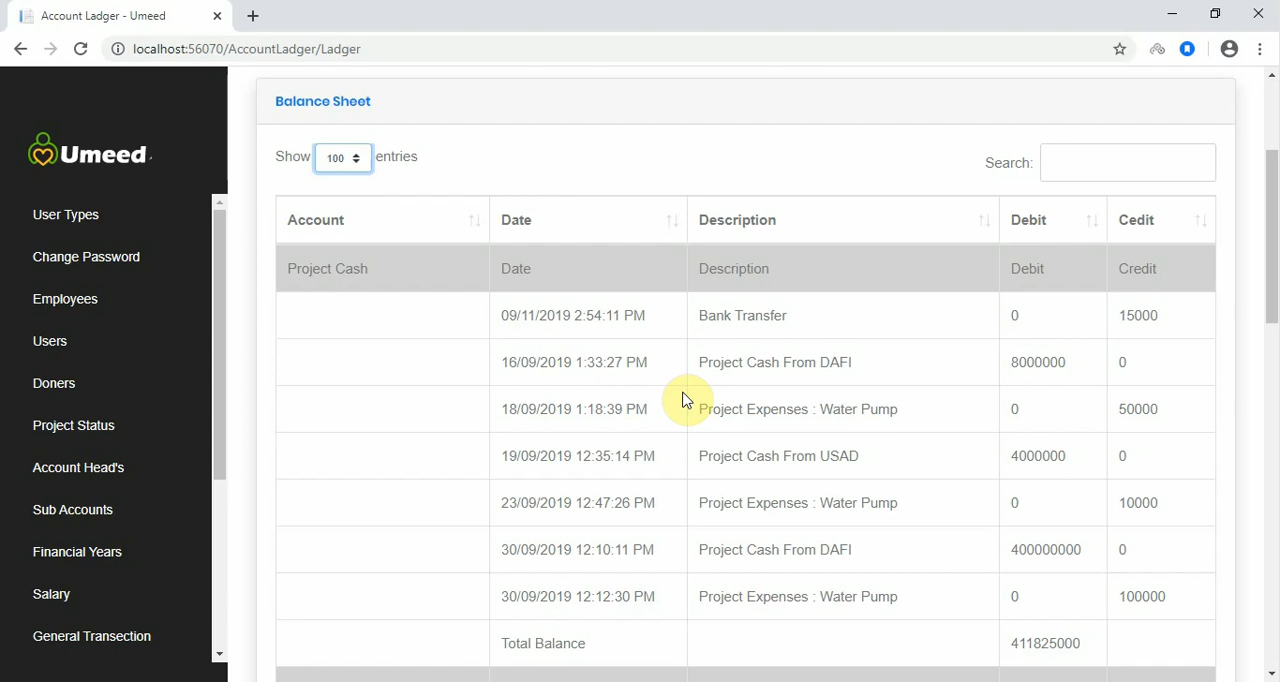 Account Ladger - Umeed
localhost:56070/AccountLadger/Ladger
Umeed
User Types
Change Password
Employees
Users
Doners
Project Status
Account Head's
Sub Accounts
Financial Years
Salary
General Transection
Balance Sheet
Show 100 entries
Search:
Account Date Description Debit Cedit
Project Cash Date Description Debit Credit
09/11/2019 2:54:11 PM Bank Transfer 0 15000
16/09/2019 1:33:27 PM Project Cash From DAFI 8000000 0
18/09/2019 1:18:39 PM Project Expenses : Water Pump 0 50000
19/09/2019 12:35:14 PM Project Cash From USAD 4000000 0
23/09/2019 12:47:26 PM Project Expenses : Water Pump 0 10000
30/09/2019 12:10:11 PM Project Cash From DAFI 400000000 0
30/09/2019 12:12:30 PM Project Expenses : Water Pump 0 100000
Total Balance 411825000